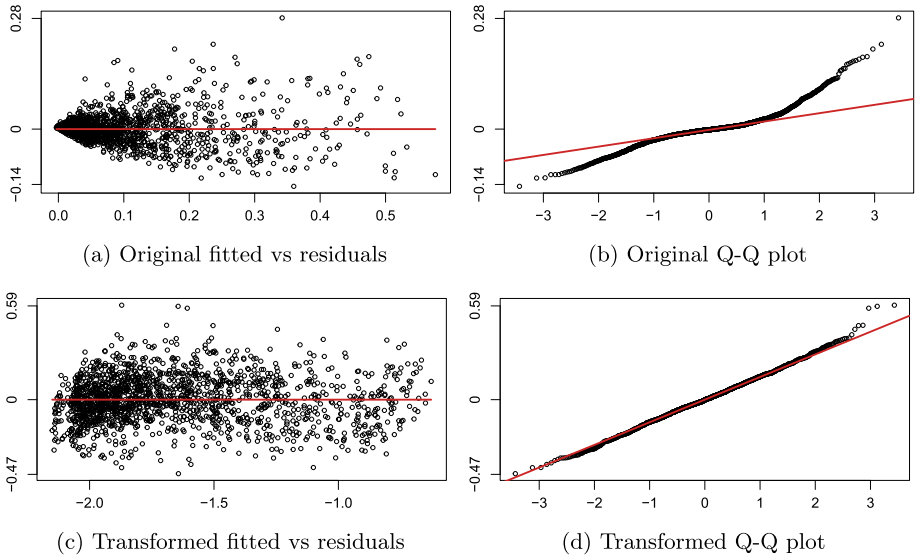 0.28
0
−0.14
0.0 0.1 0.2 0.3 0.4 0.5
(a) Original fitted vs residuals
0.28
0
−0.14
−3 −2 −1 0 1 2 3
(b) Original Q-Q plot
0.59
0
−0.47
−2.0 −1.5 −1.0
(c) Transformed fitted vs residuals
0.59
0
−0.47
−3 −2 −1 0 1 2 3
(d) Transformed Q-Q plot